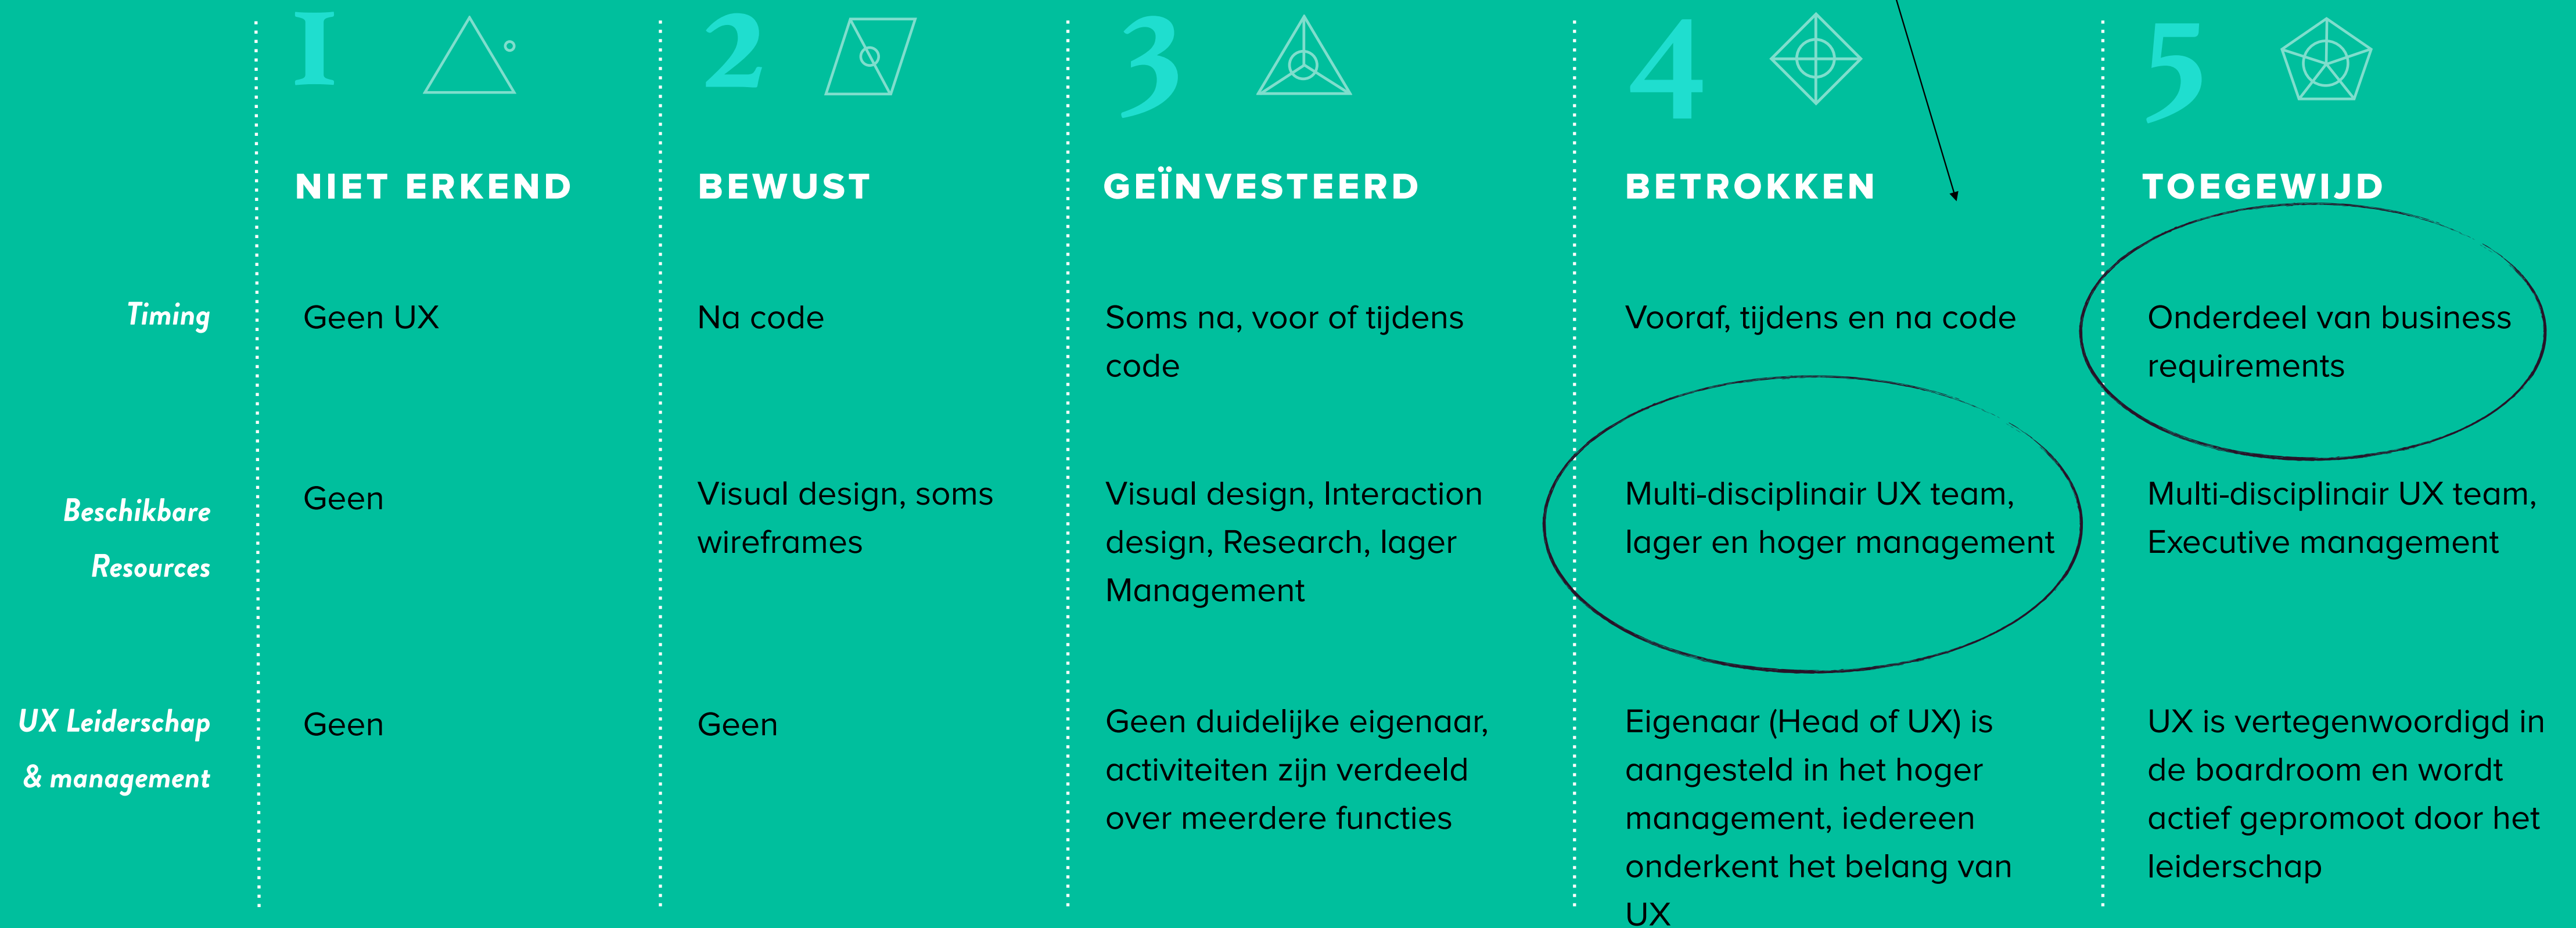 1
2
3
4
5
NIET ERKEND
BEWUST
GEÏNVESTEERD
BETROKKEN
TOEGEWIJD
Timing
Geen UX
Na code
Soms na, voor of tijdens
code
Vooraf, tijdens en na code
Onderdeel van business
requirements
Beschikbare
Resources
Geen
Visual design, soms
wireframes
Visual design, Interaction
design, Research, lager
Management
Multi-disciplinair UX team,
lager en hoger management
Multi-disciplinair UX team,
Executive management
UX Leiderschap
& management
Geen
Geen
Geen duidelijke eigenaar,
activiteiten zijn verdeeld
over meerdere functies
Eigenaar (Head of UX) is
aangesteld in het hoger
management, iedereen
onderkent het belang van
UX
UX is vertegenwoordigd in
de boardroom en wordt
actief gepromoot door het
leiderschap